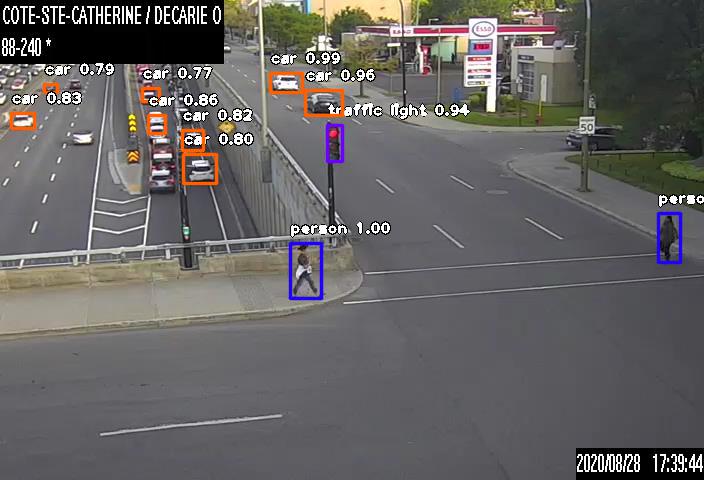 COTE-STE-CATHERINE / DECARIE O
88-240 *
car 0.79
car 0.77
car 0.99
car 0.96
car 0.83
car 0.86
car 0.82
car 0.80
traffic light 0.94
Esso
50
person 1.00
perso
2020/08/28 17:39:44